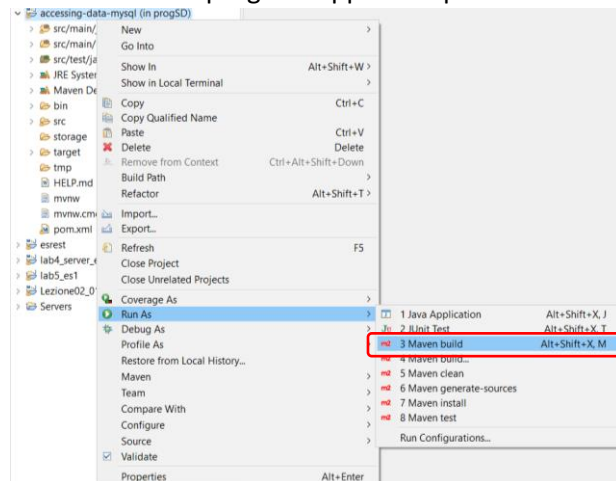 accessing-data-mysql (in progSD)
src/main/
src/main/
src/test/ja
JRE System
Maven De
bin
src
storage
target
tmp
HELP.md
mvnw
mvnw.cm
pom.xml
esrest
lab4_server_e
lab5_es1
Lezione02_0
Servers
New
Go Into
Show In Alt+Shift+W
Show in Local Terminal
Copy Ctrl+C
Copy Qualified Name
Paste Ctrl+V
Delete Delete
Remove from Context Ctrl+Alt+Shift+Down
Build Path
Refactor Alt+Shift+T
Import...
Export...
Refresh F5
Close Project
Close Unrelated Projects
Coverage As
Run As
Debug As
Profile As
Restore from Local History...
Maven
Team
Compare With
Configure
Source
Validate
Properties Alt+Enter
1 Java Application Alt+Shift+X, J
2 JUnit Test Alt+Shift+X, T
3 Maven build Alt+Shift+X, M
4 Maven build...
5 Maven clean
6 Maven generate-sources
7 Maven install
8 Maven test
Run Configurations...